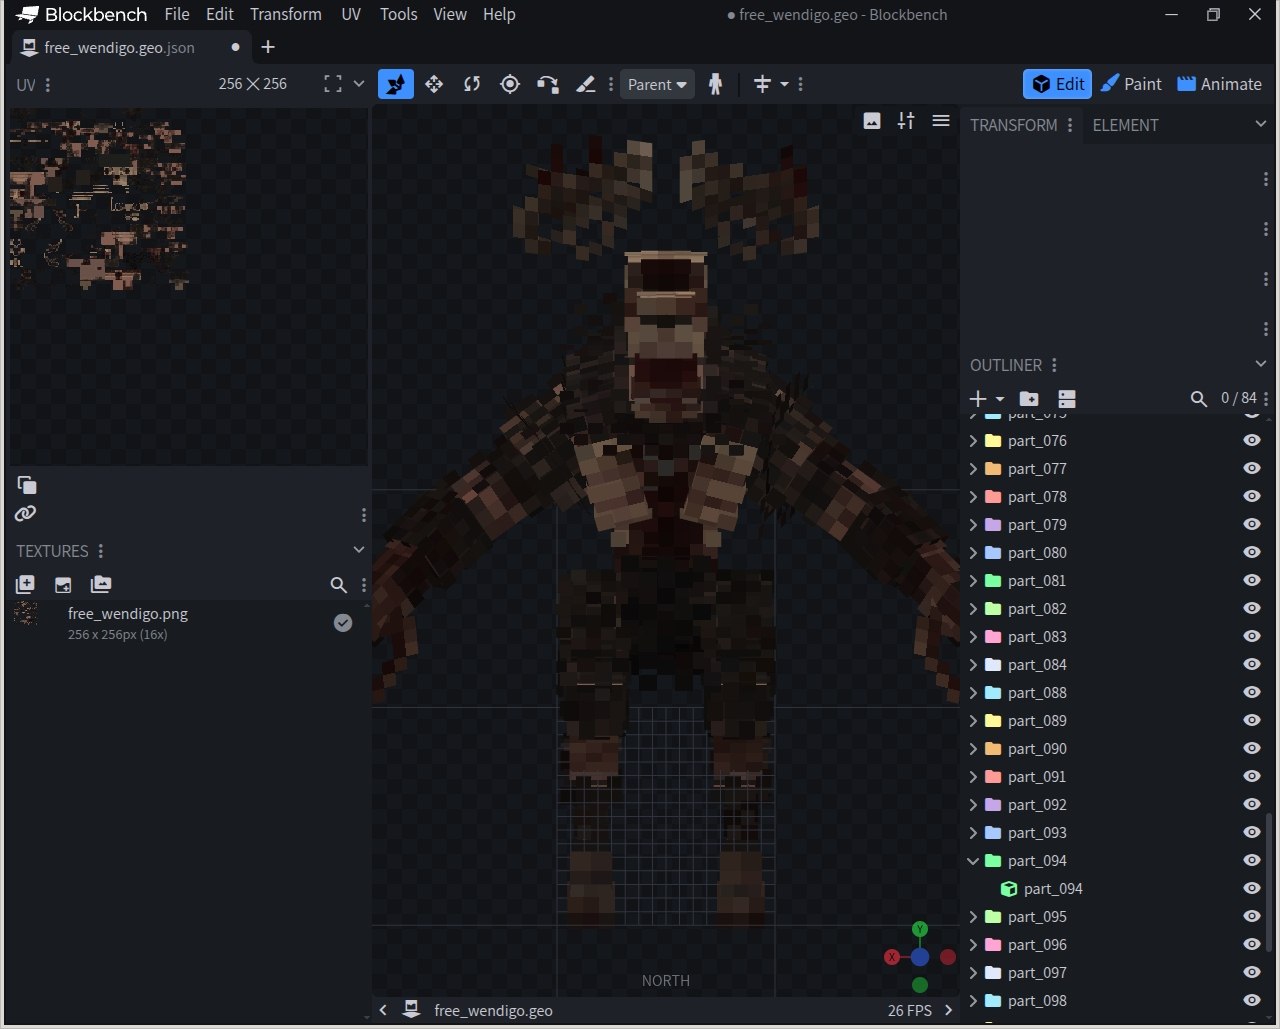 Blockbench File Edit Transform UV Tools View Help
free_wendigo.geo - Blockbench
free_wendigo.geo.json
UV 256×256
Parent
Edit Paint Animate
TRANSFORM ELEMENT
OUTLINER
0 / 84
part_075
part_076
part_077
part_078
part_079
part_080
part_081
part_082
part_083
part_084
part_088
part_089
part_090
part_091
part_092
part_093
part_094
part_094
part_095
part_096
part_097
part_098
TEXTURES
free_wendigo.png
256 x 256px (16x)
Y
X
NORTH
free_wendigo.geo
26 FPS